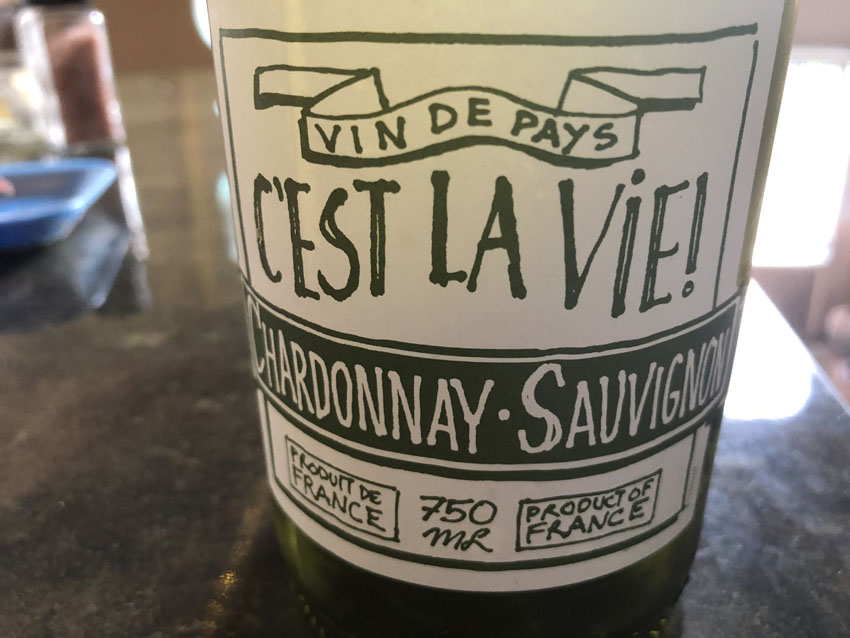 VIN DE PAYS
C'EST LA ViE!
CHARDONNAY · SAUVIGNON
PRODUIT DE
FRANCE
750
ML
PRODUCT OF
FRANCE